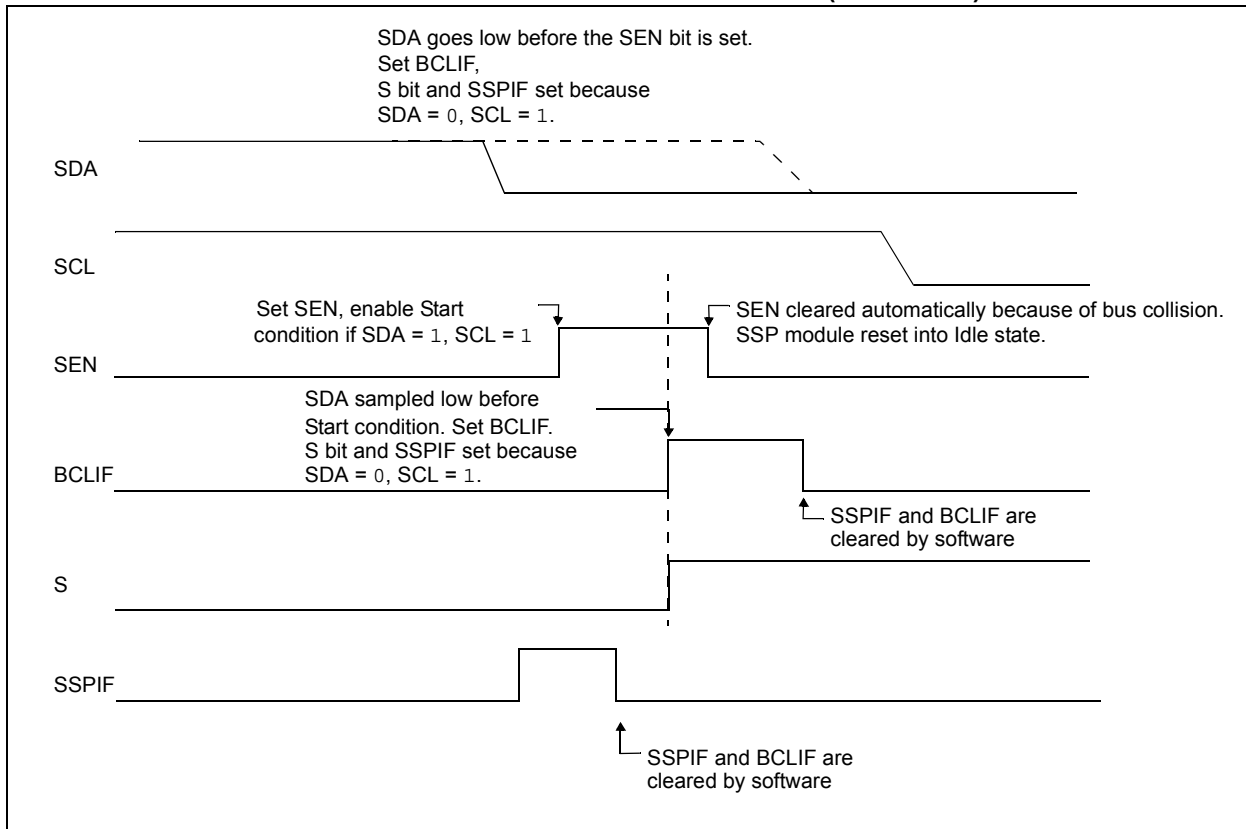 SDA goes low before the SEN bit is set.
Set BCLIF,
S bit and SSPIF set because
SDA = 0, SCL = 1.
SDA
SCL
Set SEN, enable Start
condition if SDA = 1, SCL = 1
SEN cleared automatically because of bus collision.
SSP module reset into Idle state.
SEN
SDA sampled low before
Start condition. Set BCLIF.
S bit and SSPIF set because
SDA = 0, SCL = 1.
BCLIF
SSPIF and BCLIF are
cleared by software
S
SSPIF
SSPIF and BCLIF are
cleared by software